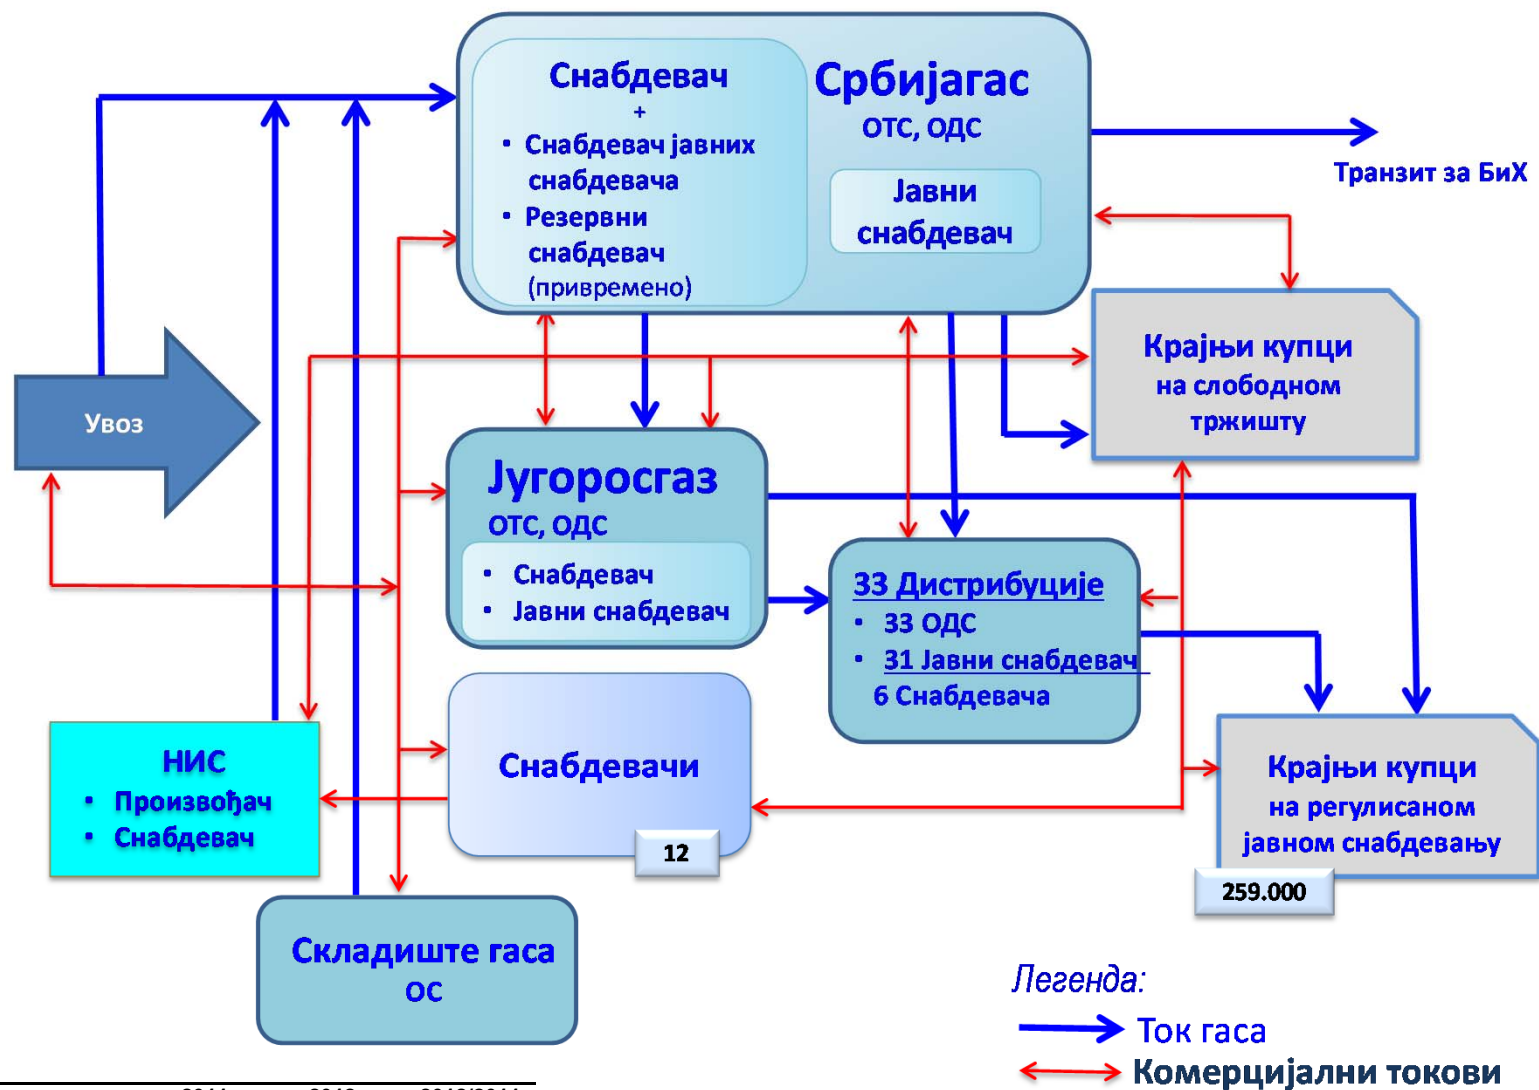 Снабдевач
+
• Снабдевач јавних
снабдевача
• Резервни
снабдевач
(привремено)
Србијагас
ОТС, ОДС
Јавни
снабдевач
Транзит за БиХ
Увоз
Крајњи купци
на слободном
тржишту
Југоросгаз
ОТС, ОДС
• Снабдевач
• Јавни снабдевач
33 Дистрибуције
• 33 ОДС
• 31 Јавни снабдевач
6 Снабдевача
НИС
• Произвођач
• Снабдевач
Снабдевачи
12
Крајњи купци
на регулисаном
јавном снабдевању
259.000
Складиште гаса
ОС
Легенда:
Ток гаса
Комерцијални токови